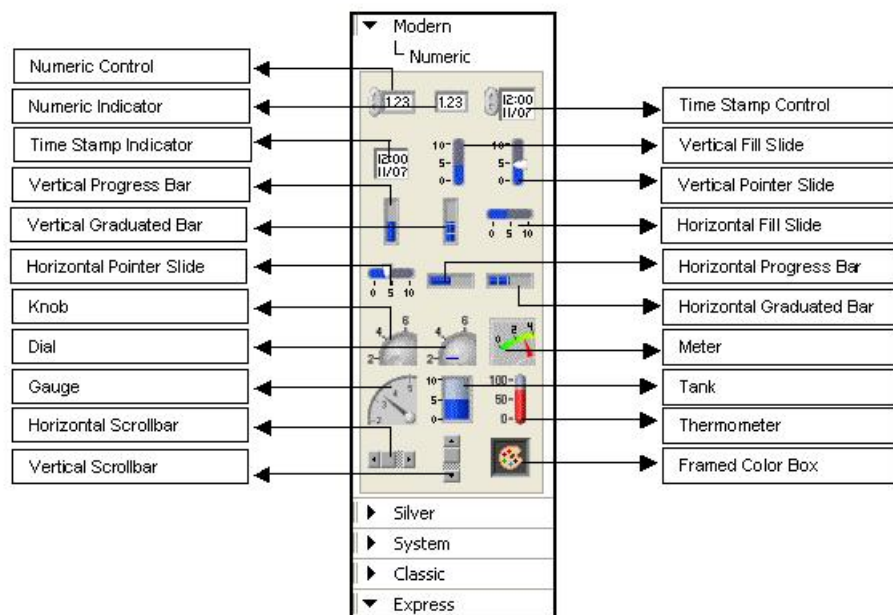 Modern
Numeric
Numeric Control
Numeric Indicator
Time Stamp Indicator
Vertical Progress Bar
Vertical Graduated Bar
Horizontal Pointer Slide
Knob
Dial
Gauge
Horizontal Scrollbar
Vertical Scrollbar
1.23
1.23
12:00
11/07
12:00
11/07
10-
5-
0-
10-
5-
0-
0 5 10
0 5 10
2-
4
6
2-
4
6
0
2
4
2
3
4
5
10-
5-
0-
100-
50-
0-
Time Stamp Control
Vertical Fill Slide
Vertical Pointer Slide
Horizontal Fill Slide
Horizontal Progress Bar
Horizontal Graduated Bar
Meter
Tank
Thermometer
Framed Color Box
Silver
System
Classic
Express